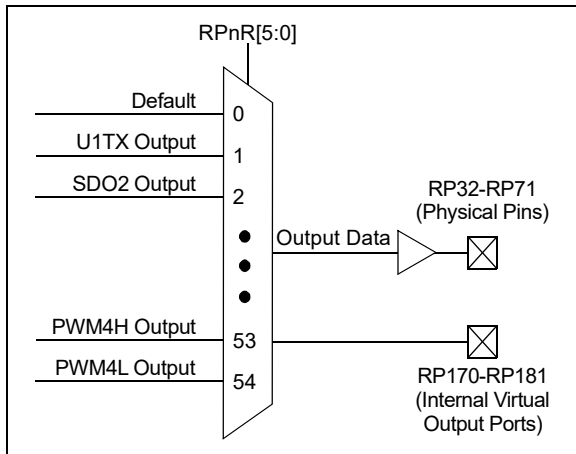 RPnR[5:0]
Default
0
U1TX Output
1
SDO2 Output
2
Output Data
RP32-RP71
(Physical Pins)
PWM4H Output
53
PWM4L Output
54
RP170-RP181
(Internal Virtual
Output Ports)